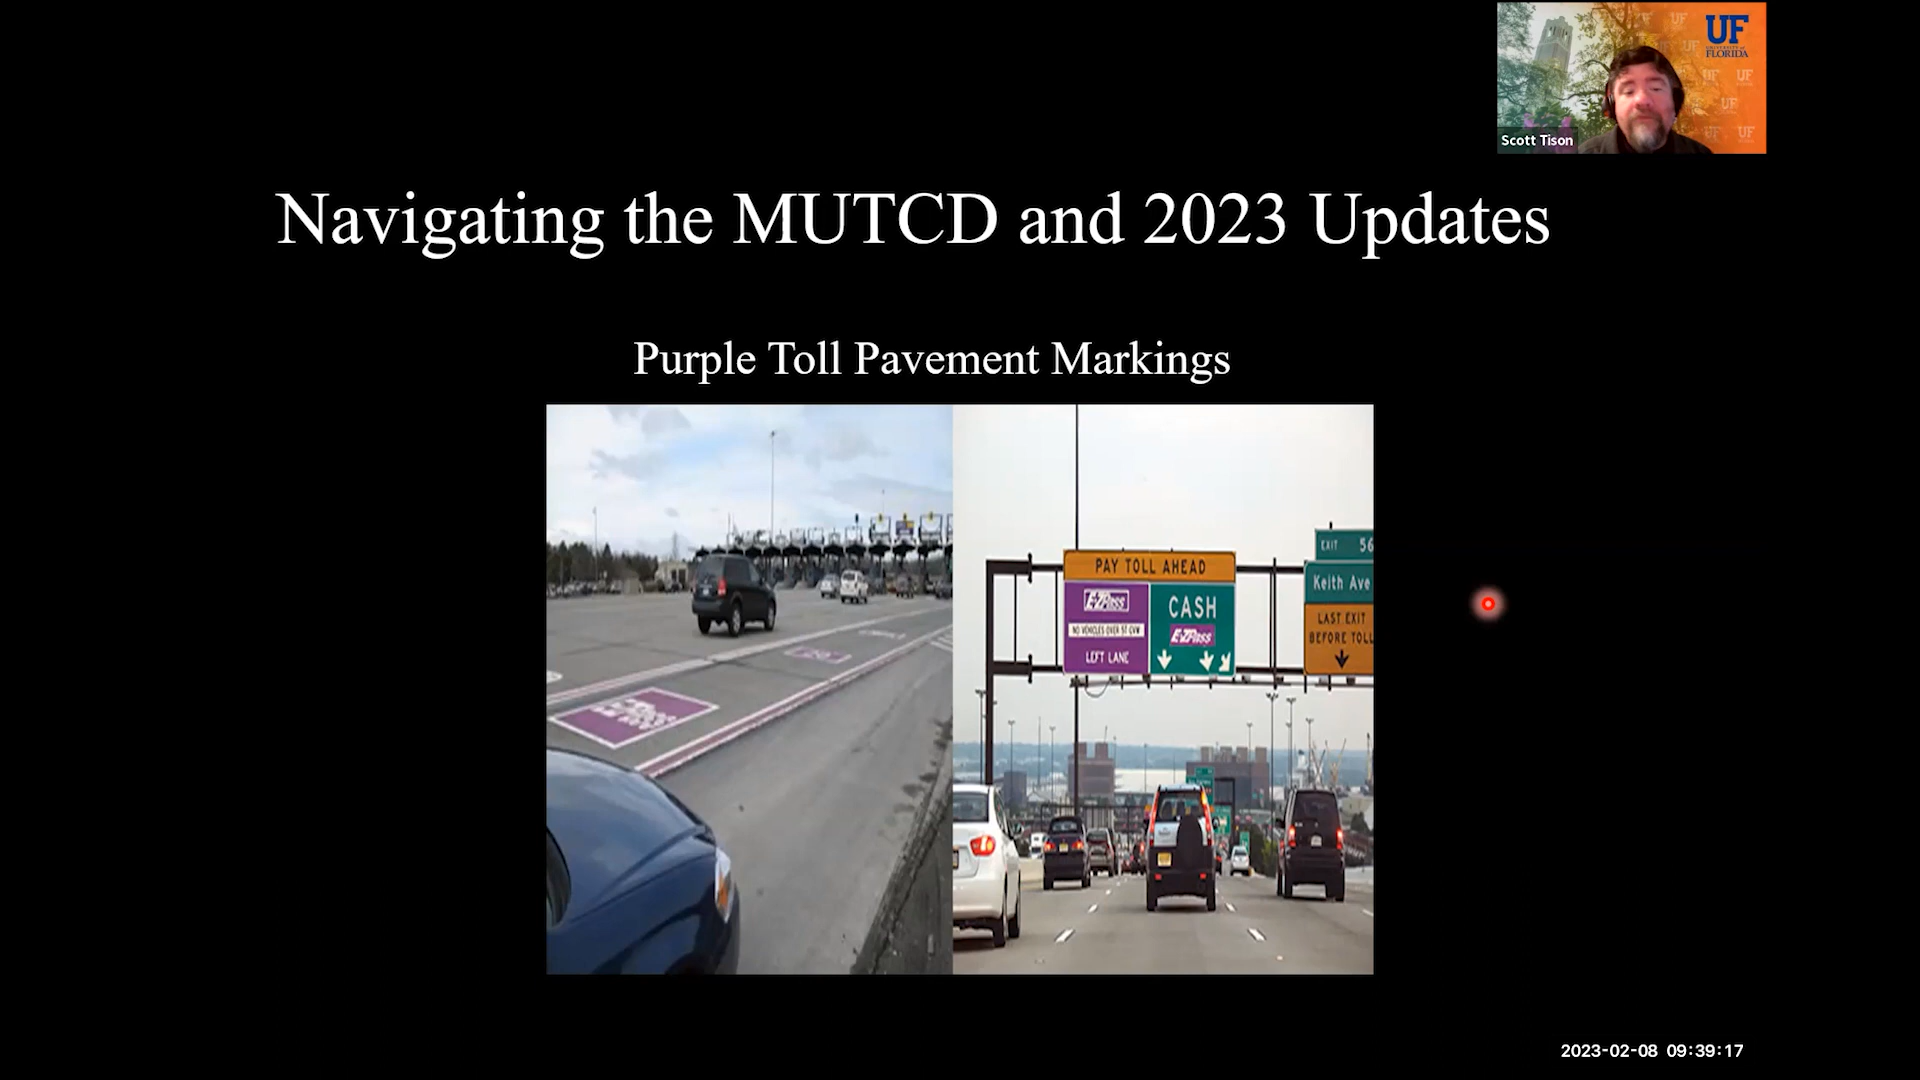 UF
UNIVERSITY of
FLORIDA
Scott Tison
Navigating the MUTCD and 2023 Updates
Purple Toll Pavement Markings
PAY TOLL AHEAD
E-ZPass
NO VEHICLES OVER 5T GVW
LEFT LANE
CASH
E-ZPass
EXIT 56
Keith Ave
LAST EXIT
BEFORE TOLL
2023-02-08 09:39:17